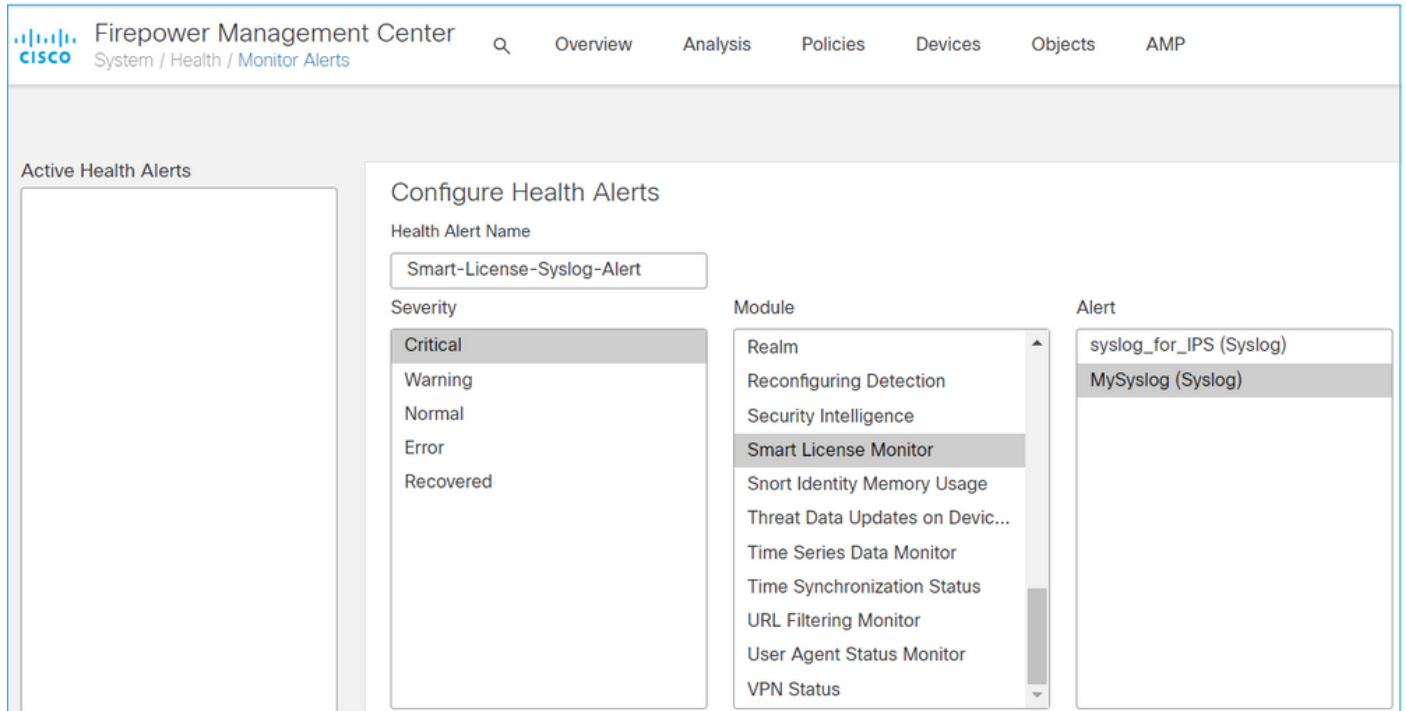 Firepower Management Center
CISCO
System / Health / Monitor Alerts
Overview
Analysis
Policies
Devices
Objects
AMP
Active Health Alerts
Configure Health Alerts
Health Alert Name
Smart-License-Syslog-Alert
Severity
Critical
Warning
Normal
Error
Recovered
Module
Realm
Reconfiguring Detection
Security Intelligence
Smart License Monitor
Snort Identity Memory Usage
Threat Data Updates on Devic...
Time Series Data Monitor
Time Synchronization Status
URL Filtering Monitor
User Agent Status Monitor
VPN Status
Alert
syslog_for_IPS (Syslog)
MySyslog (Syslog)